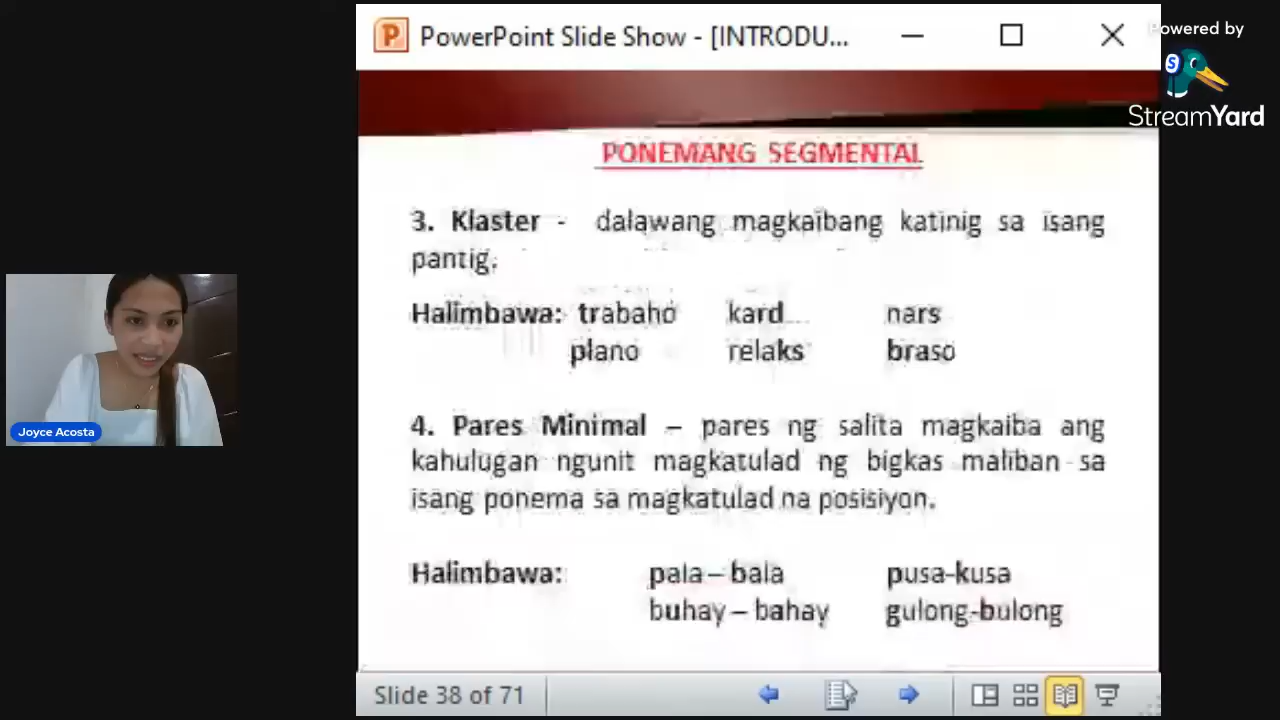 PowerPoint Slide Show - [INTRODU...
Powered by
StreamYard
PONEMANG SEGMENTAL
3. Klaster - dalawang magkaibang katinig sa isang
pantig.
Halimbawa: trabaho kard nars
plano relaks braso
4. Pares Minimal – pares ng salita magkaiba ang
kahulugan ngunit magkatulad ng bigkas maliban sa
isang ponema sa magkatulad na posisiyon.
Halimbawa: pala – bala pusa-kusa
buhay – bahay gulong-bulong
Joyce Acosta
Slide 38 of 71